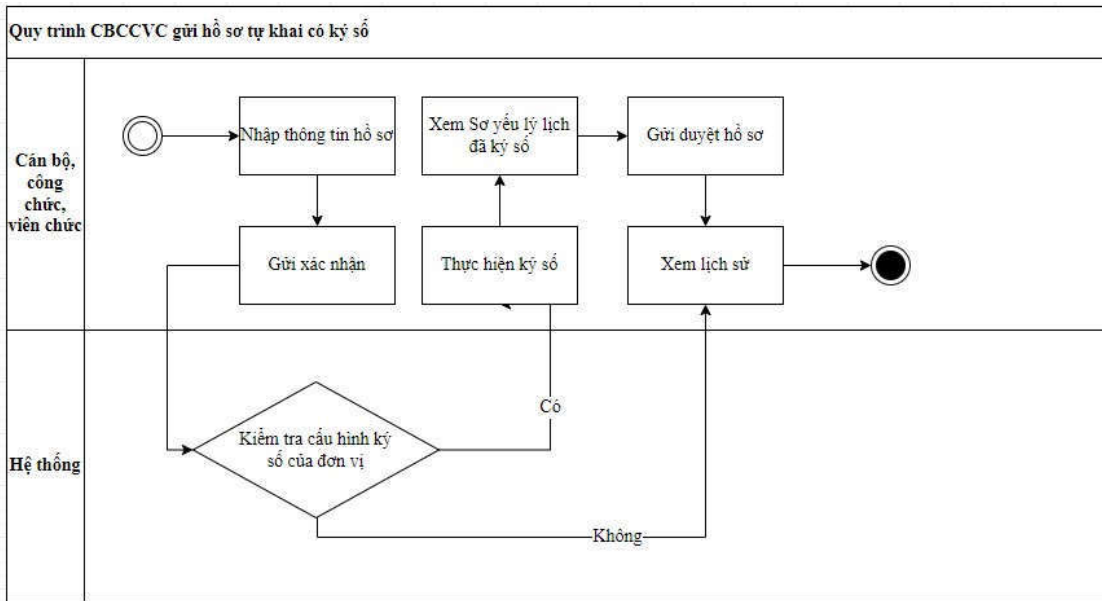 Quy trình CBCCVC gửi hồ sơ tự khai có ký số
Cán bộ,
công
chức,
viên chức
Nhập thông tin hồ sơ
Xem Sơ yếu lý lịch
đã ký số
Gửi duyệt hồ sơ
Gửi xác nhận
Thực hiện ký số
Xem lịch sử
Hệ thống
Kiểm tra cấu hình ký
số của đơn vị
Có
Không